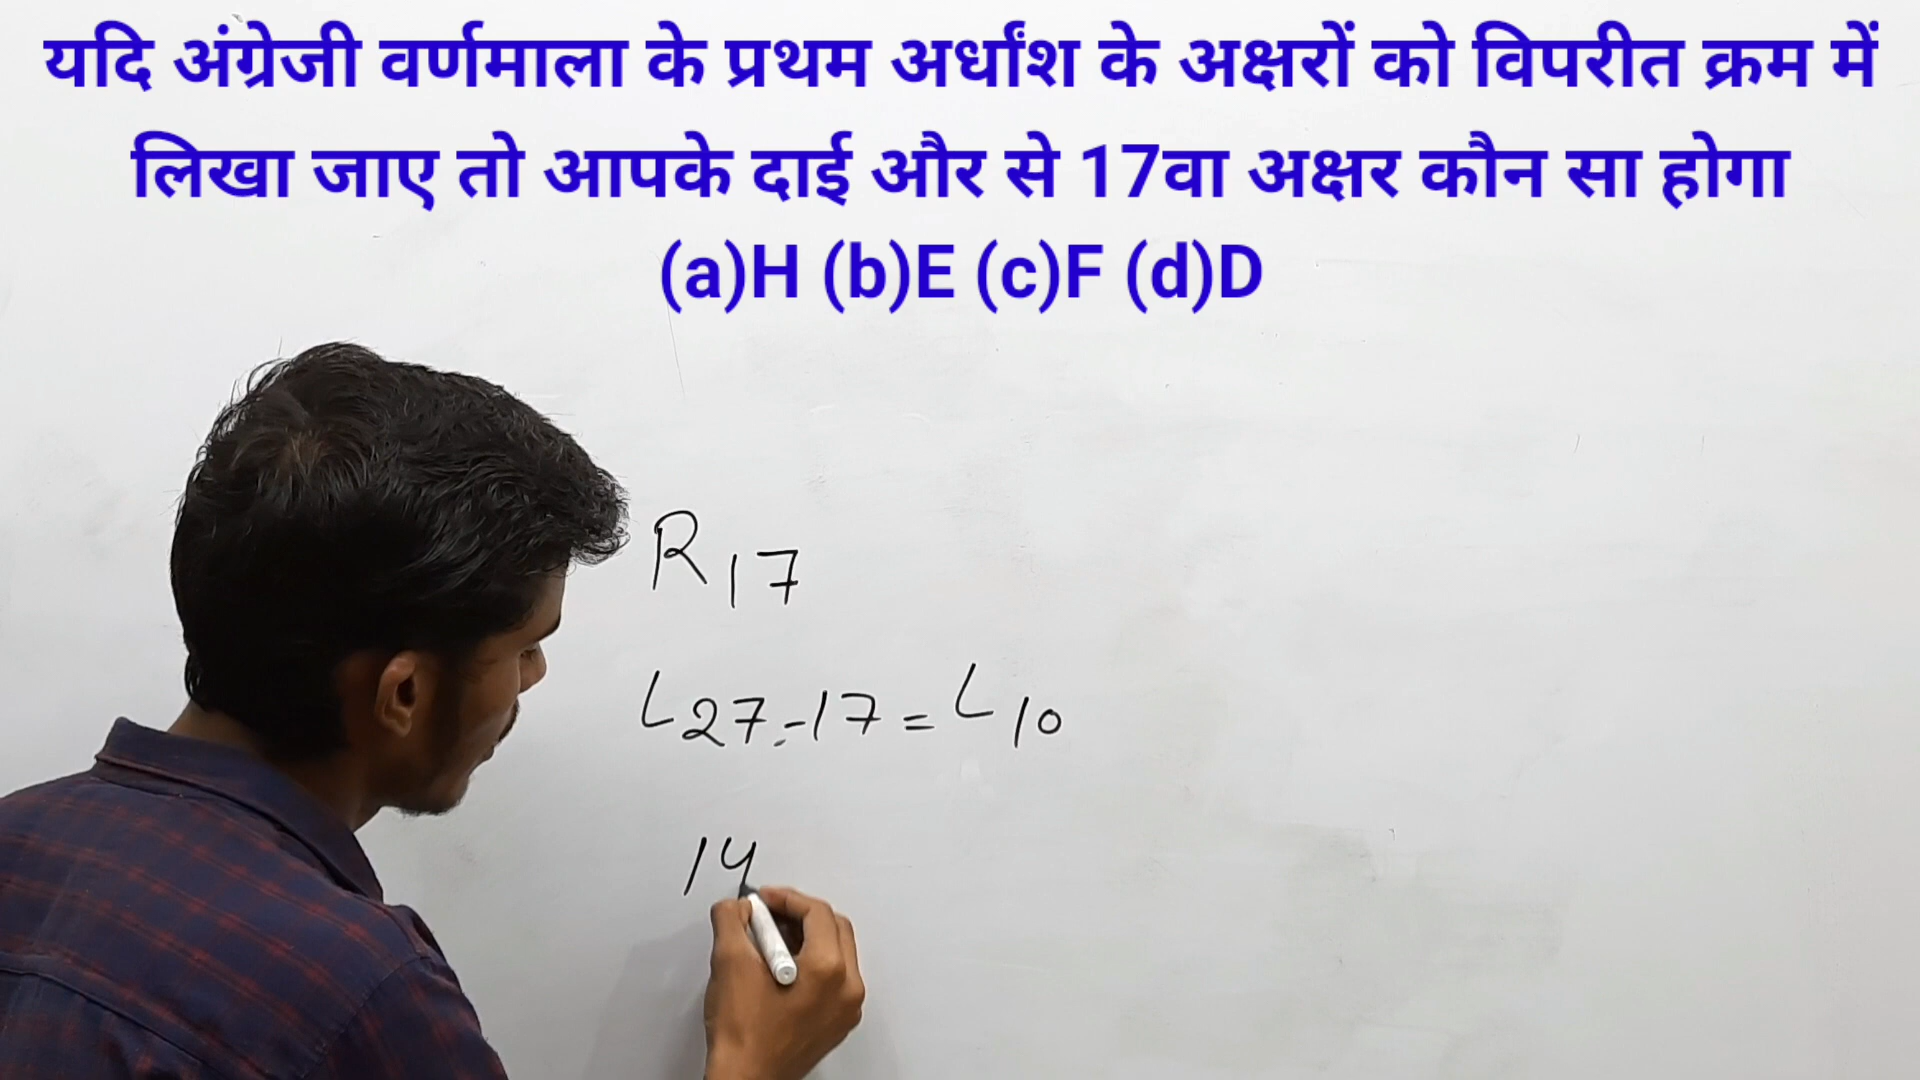 यदि अंग्रेजी वर्णमाला के प्रथम अर्धांश के अक्षरों को विपरीत क्रम में
लिखा जाए तो आपके दाई और से 17वा अक्षर कौन सा होगा
(a)H (b)E (c)F (d)D
R17
L27-17=L10
14